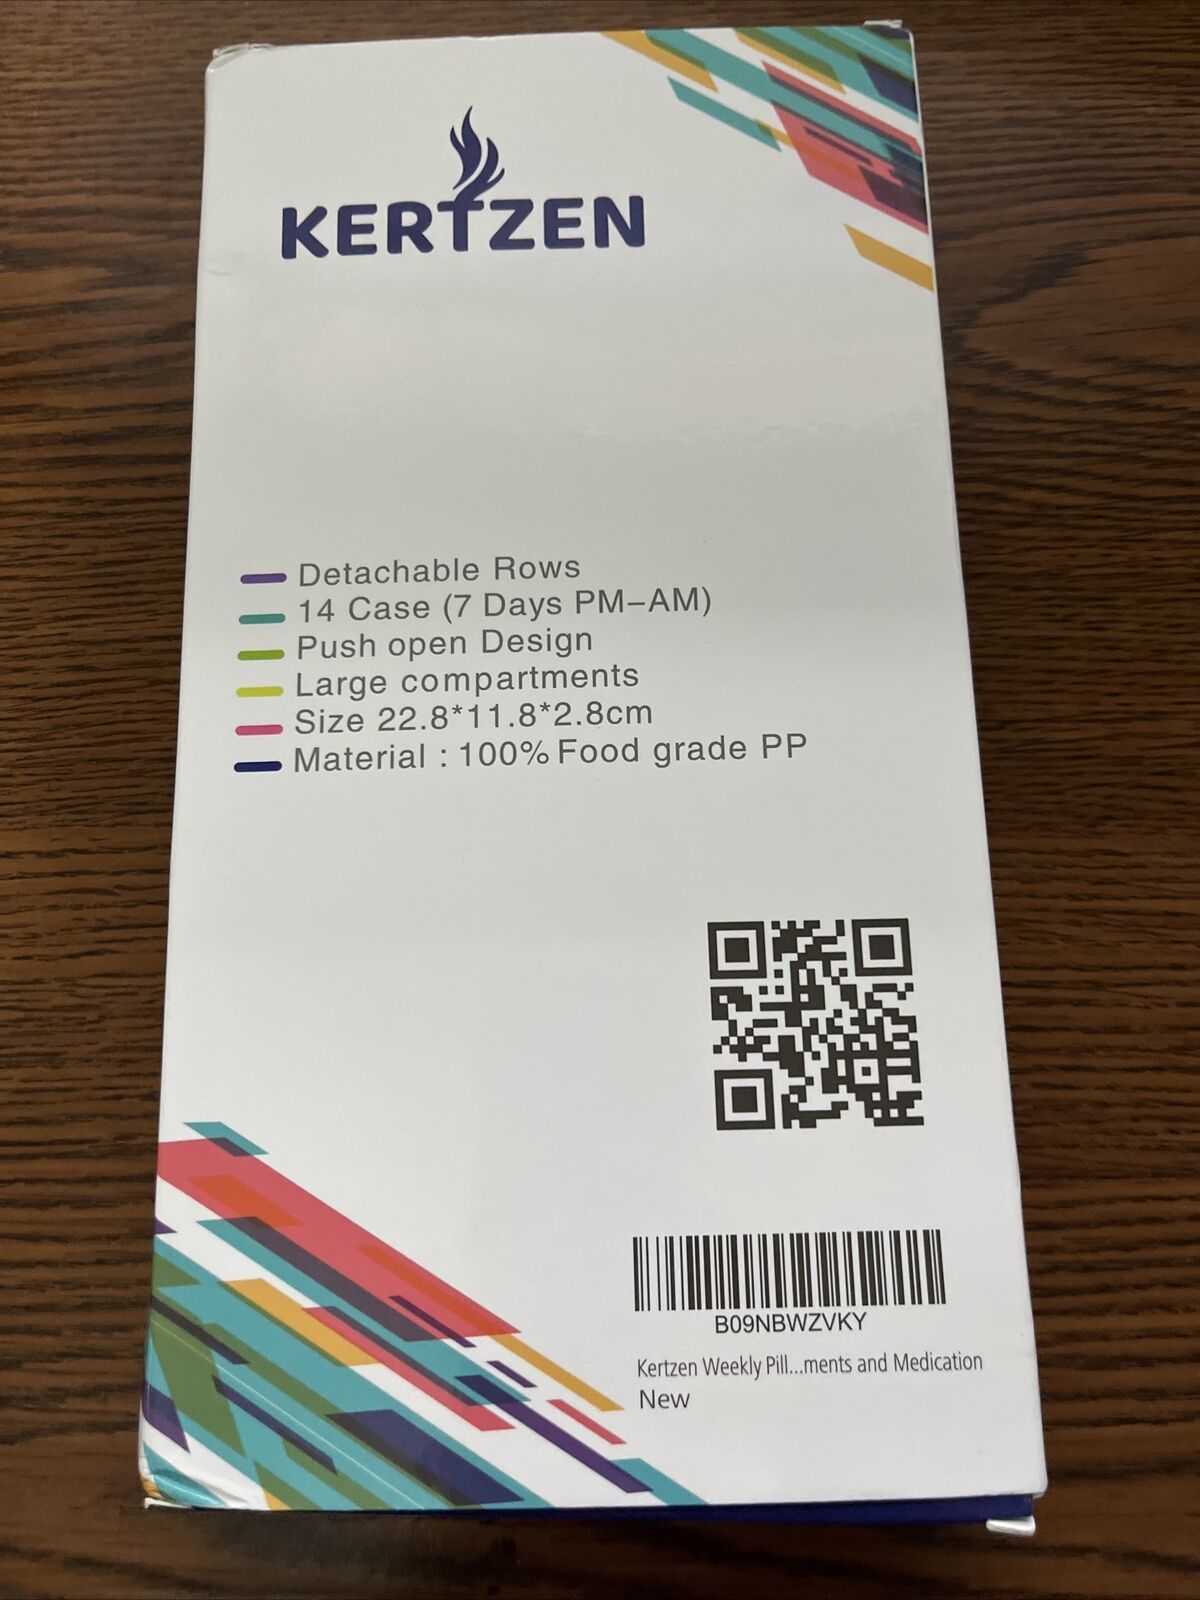 KERTZEN
Detachable Rows
14 Case (7 Days PM–AM)
Push open Design
Large compartments
Size 22.8*11.8*2.8cm
Material : 100% Food grade PP
B09NBWZVKY
Kertzen Weekly Pill...ments and Medication
New